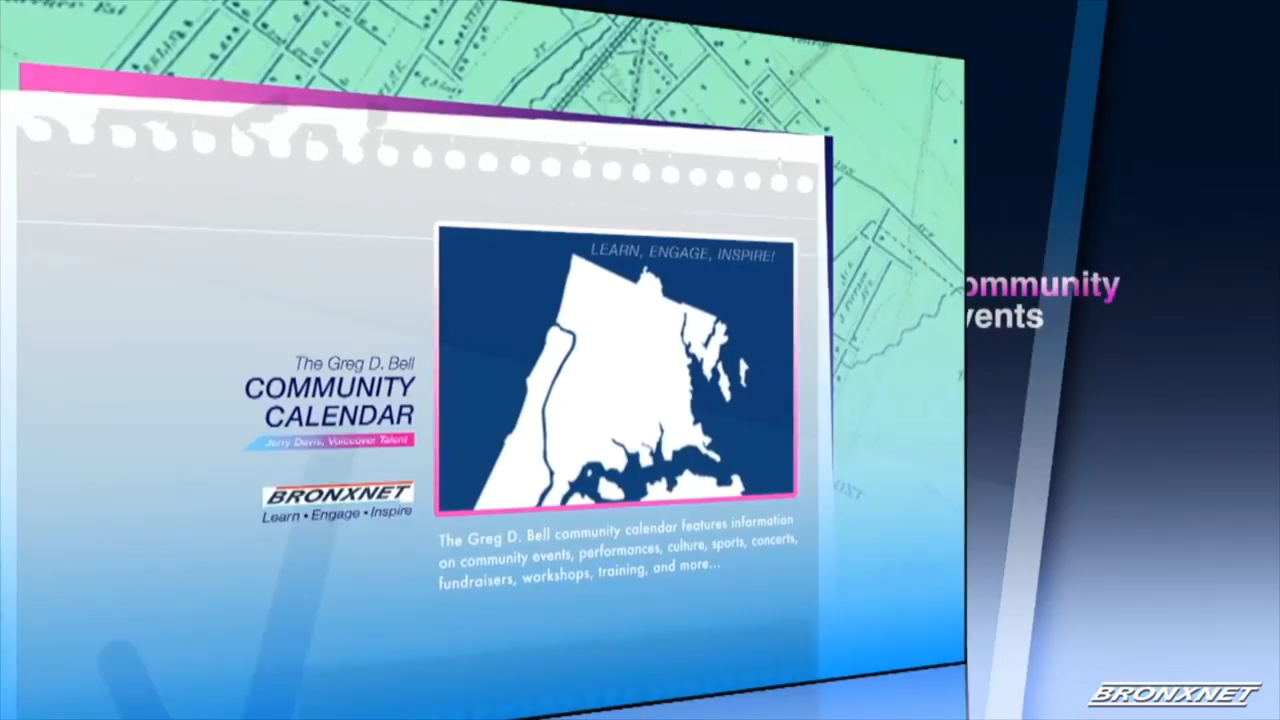 LEARN, ENGAGE, INSPIRE!
ommunity
vents
The Greg D. Bell
COMMUNITY
CALENDAR
Jerry Davis, Voiceover Talent
BRONXNET
Learn • Engage • Inspire
The Greg D. Bell community calendar features information
on community events, performances, culture, sports, concerts,
fundraisers, workshops, training, and more...
BRONXNET